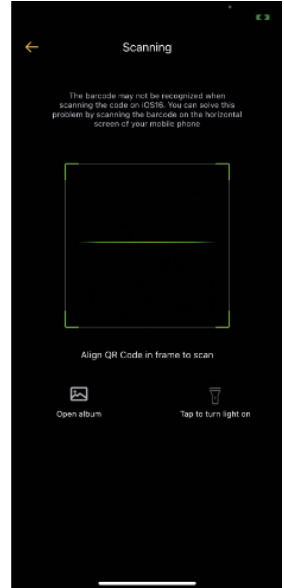 Scanning
The barcode may not be recognized when
scanning the code on iOS16. You can solve this
problem by scanning the barcode on the horizontal
screen of your mobile phone
Align QR Code in frame to scan
Open album
Tap to turn light on